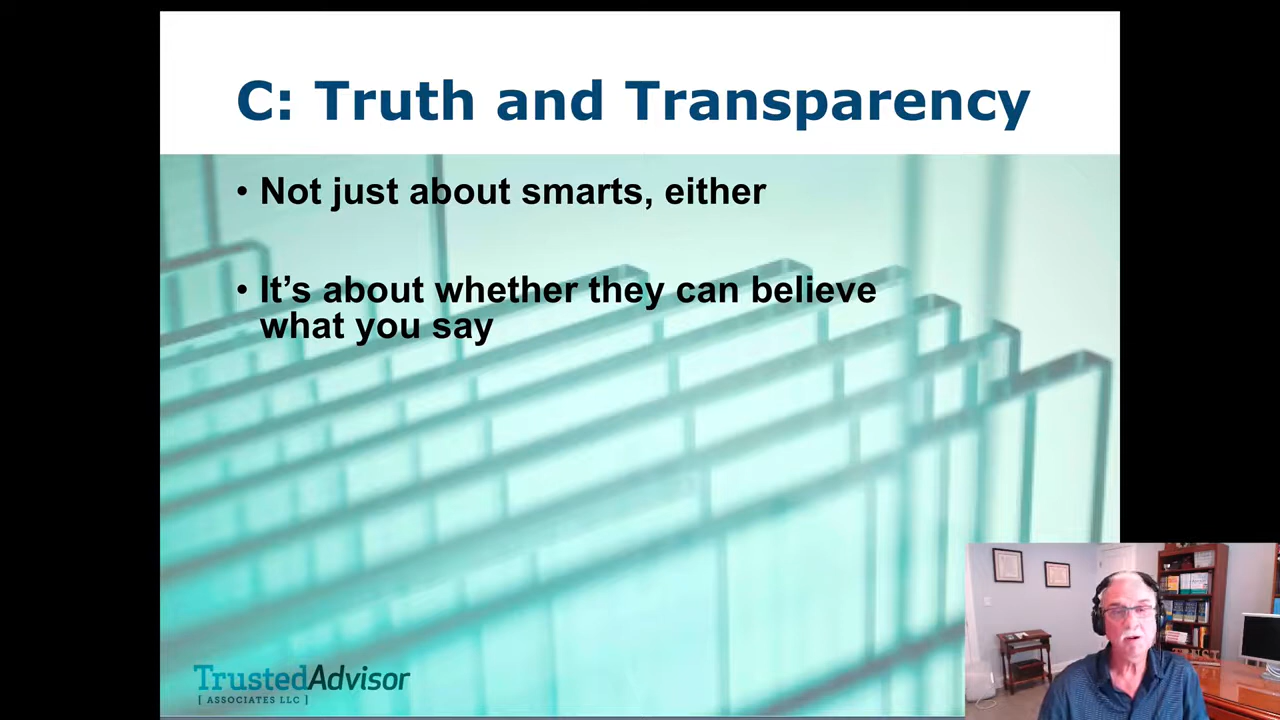 C: Truth and Transparency
• Not just about smarts, either
• It’s about whether they can believe
what you say
TrustedAdvisor
[ ASSOCIATES LLC ]
TRUST